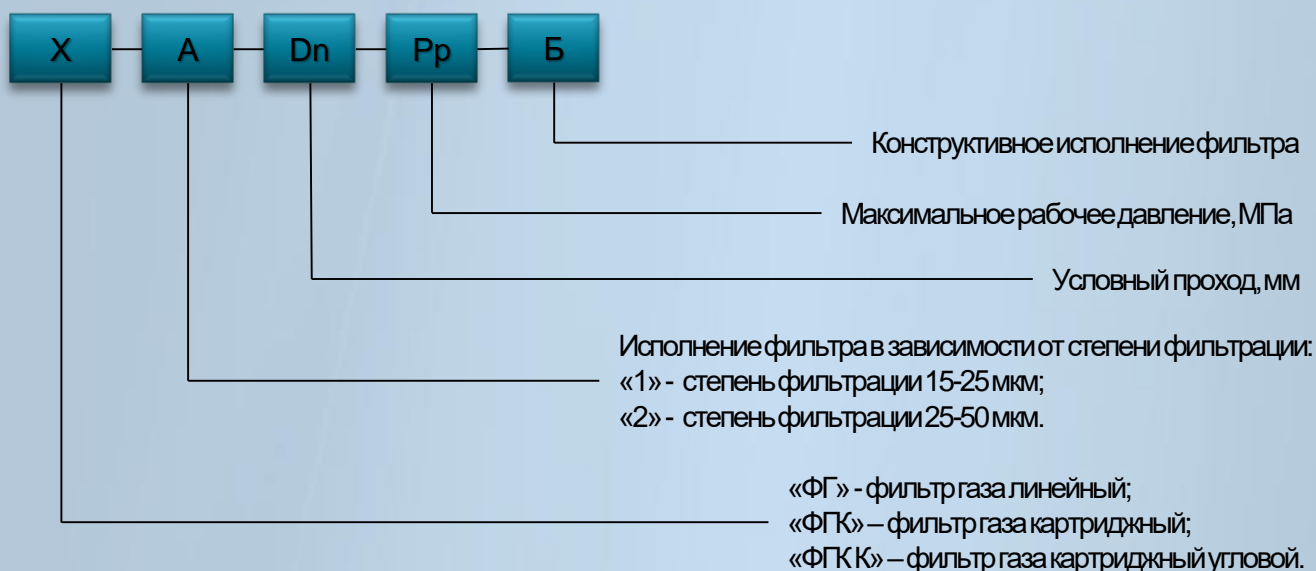 Х А Dn Pp Б
Конструктивное исполнение фильтра
Максимальное рабочее давление, МПа
Условный проход, мм
Исполнение фильтра в зависимости от степени фильтрации:
«1» - степень фильтрации 15-25 мкм;
«2» - степень фильтрации 25-50 мкм.
«ФГ» - фильтр газа линейный;
«ФГК» – фильтр газа картриджный;
«ФГК К» – фильтр газа картриджный угловой.